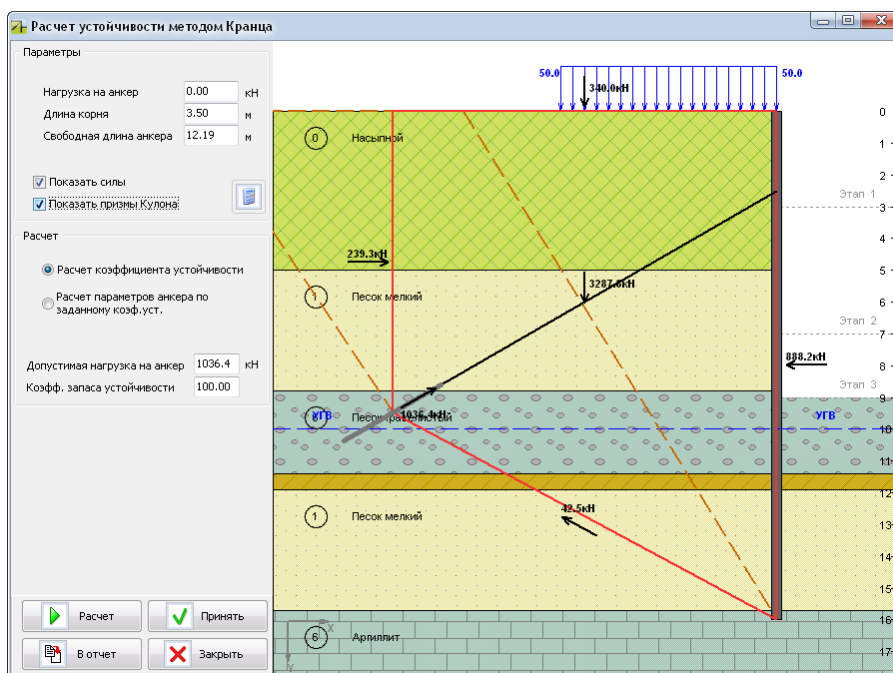 Расчет устойчивости методом Кранца
Параметры
Нагрузка на анкер 0.00 кН
Длина корня 3.50 м
Свободная длина анкера 12.19 м
Показать силы
Показать призмы Кулона
Расчет
Расчет коэффициента устойчивости
Расчет параметров анкера по
заданному коэф.уст.
Допустимая нагрузка на анкер 1036.4 кН
Коэфф. запаса устойчивости 100.00
Расчет
Принять
В отчет
Закрыть
50.0
50.0
340.0кН
0
0 Насыпной
1
2
Этап 1
3
4
239.3кН
5
3287.8кН
1 Песок мелкий
6
Этап 2
7
888.2кН
8
Этап 3
9
1036.4кН
УГВ
УГВ
10
11
12
42.5кН
1 Песок мелкий
13
14
15
16
X
6 Аргиллит
17
Y